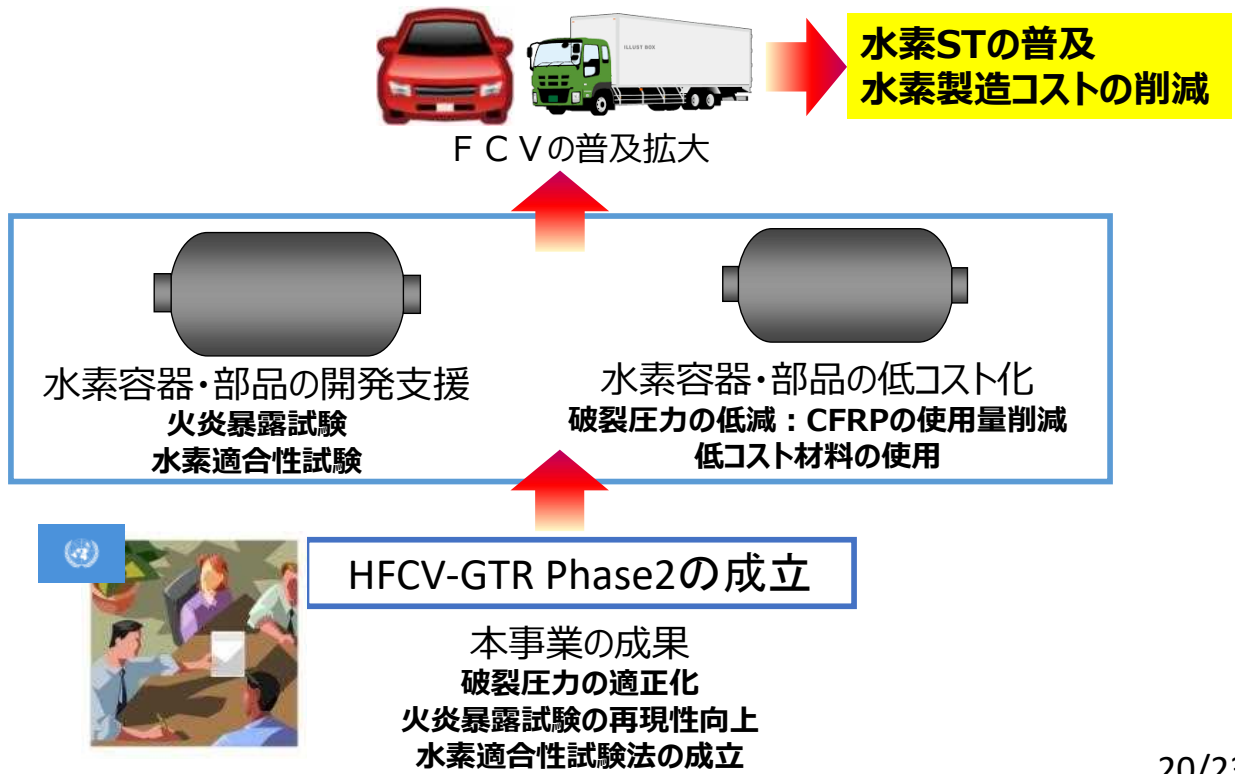 ILLUST BOX
水素STの普及
水素製造コストの削減
ＦＣＶの普及拡大
水素容器・部品の開発支援
火炎暴露試験
水素適合性試験
水素容器・部品の低コスト化
破裂圧力の低減：CFRPの使用量削減
低コスト材料の使用
HFCV-GTR Phase2の成立
本事業の成果
破裂圧力の適正化
火炎暴露試験の再現性向上
水素適合性試験法の成立
20/23